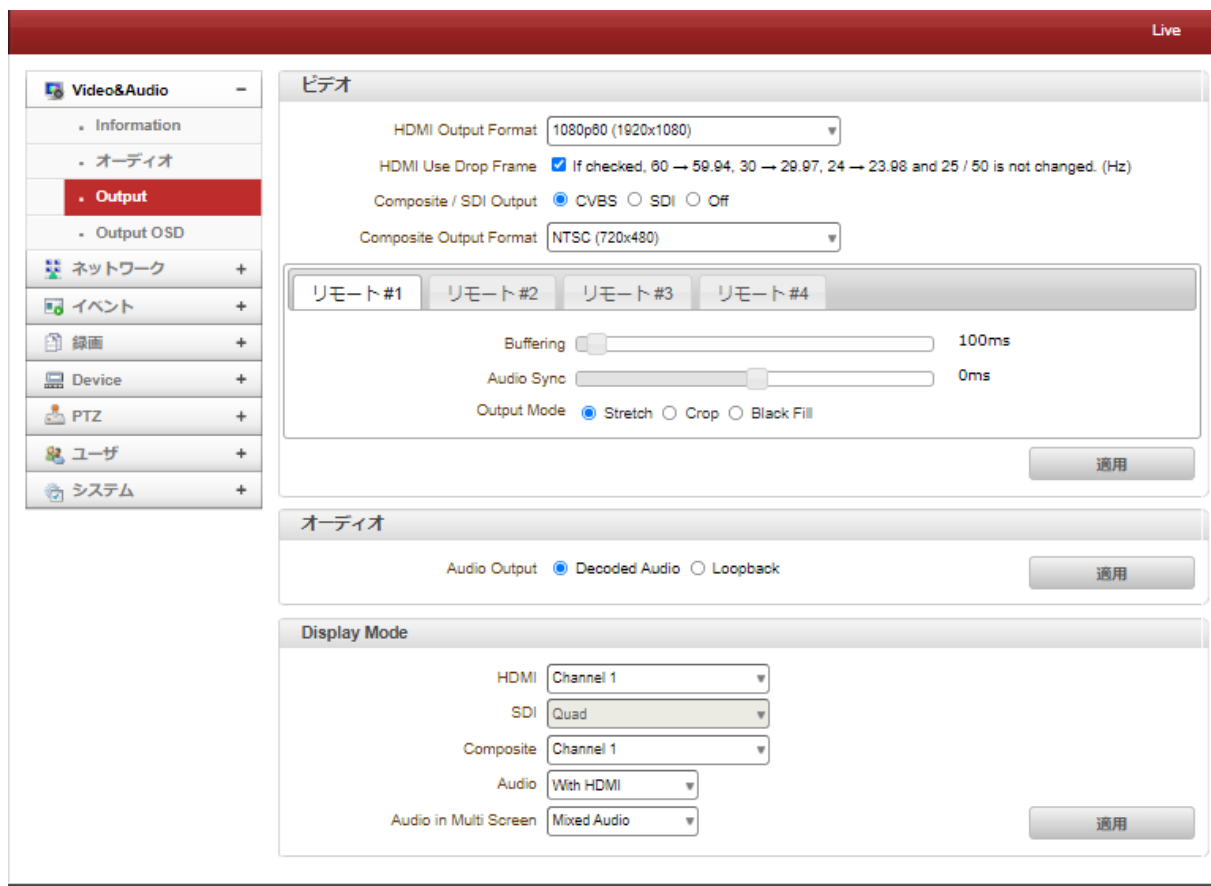 Live
Video&Audio −
Information
オーディオ
Output
Output OSD
ネットワーク +
イベント +
録画 +
Device +
PTZ +
ユーザ +
システム +
ビデオ
HDMI Output Format 1080p60 (1920x1080)
HDMI Use Drop Frame If checked, 60 → 59.94, 30 → 29.97, 24 → 23.98 and 25 / 50 is not changed. (Hz)
Composite / SDI Output CVBS SDI Off
Composite Output Format NTSC (720x480)
リモート#1 リモート#2 リモート#3 リモート#4
Buffering 100ms
Audio Sync 0ms
Output Mode Stretch Crop Black Fill
適用
オーディオ
Audio Output Decoded Audio Loopback
適用
Display Mode
HDMI Channel 1
SDI Quad
Composite Channel 1
Audio With HDMI
Audio in Multi Screen Mixed Audio
適用